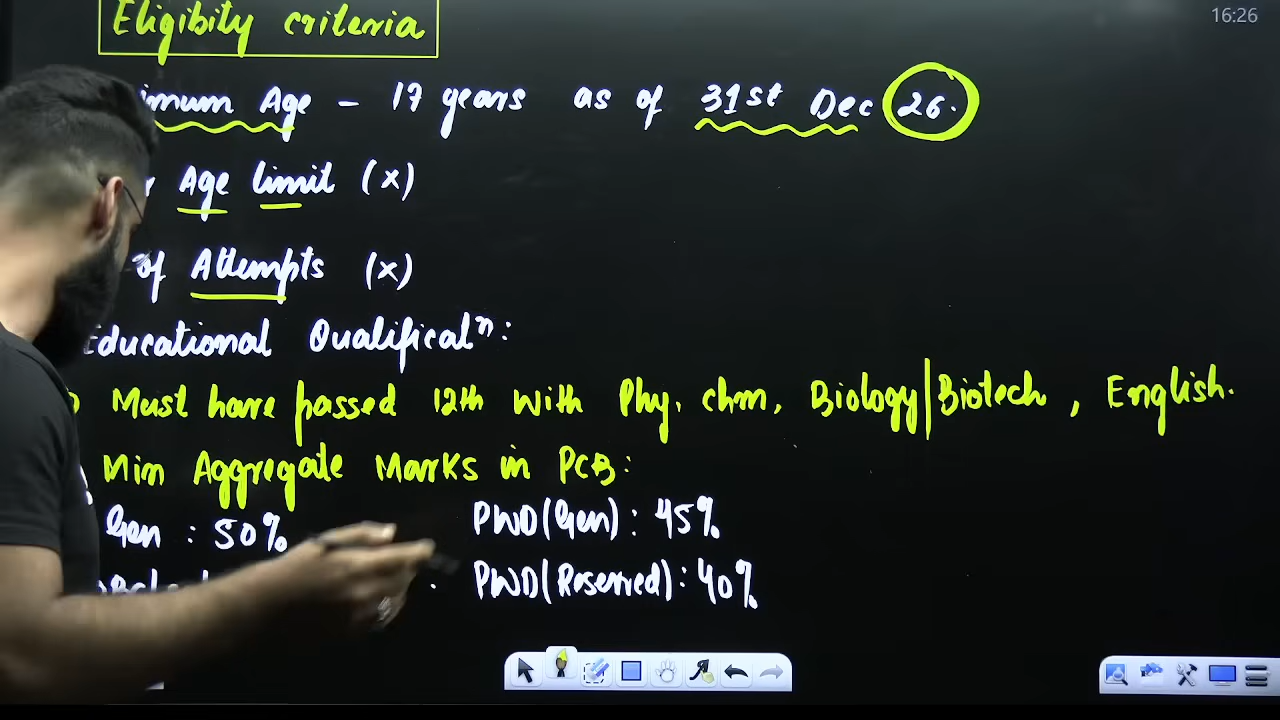 16:26
Eligibity criteria
imum Age - 17 years as of 31st Dec 26.
Age limit (x)
of Attempts (x)
Educational Qualificatⁿ:
Must have passed 12th with Phy, chm, Biology|Biotech, English.
Min Aggregate Marks in PCB:
Gen : 50% PWD(Gen) : 45%
PWD(Reserved) : 40%